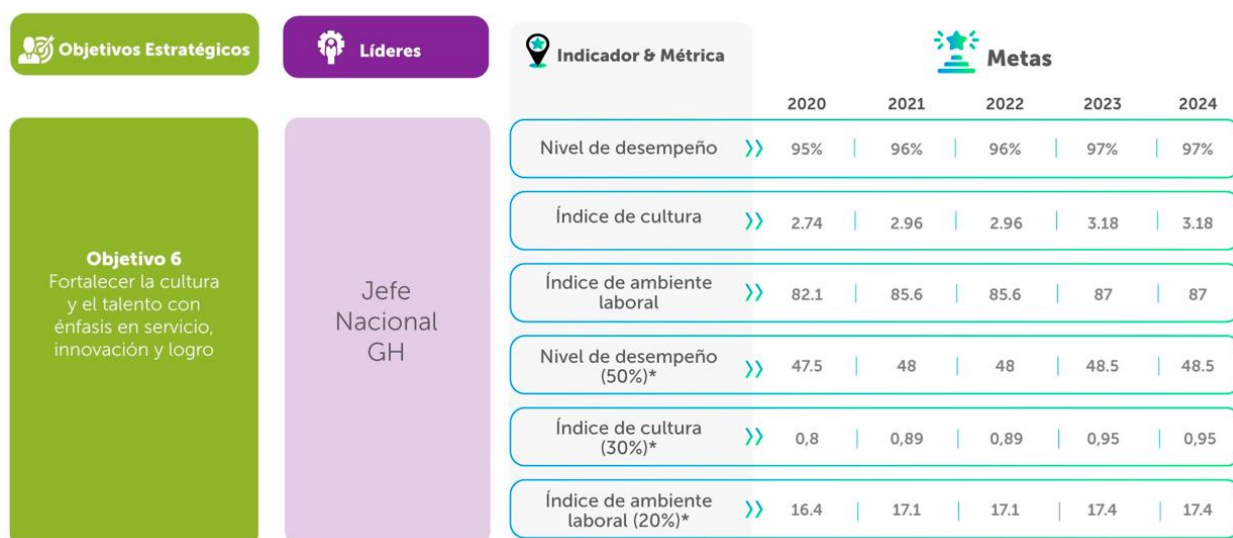 Objetivos Estratégicos
Líderes
Indicador & Métrica
Metas
2020 2021 2022 2023 2024
Objetivo 6
Fortalecer la cultura
y el talento con
énfasis en servicio,
innovación y logro
Jefe
Nacional
GH
Nivel de desempeño 95% 96% 96% 97% 97%
Índice de cultura 2.74 2.96 2.96 3.18 3.18
Índice de ambiente
laboral 82.1 85.6 85.6 87 87
Nivel de desempeño
(50%)* 47.5 48 48 48.5 48.5
Índice de cultura
(30%)* 0,8 0,89 0,89 0,95 0,95
Índice de ambiente
laboral (20%)* 16.4 17.1 17.1 17.4 17.4